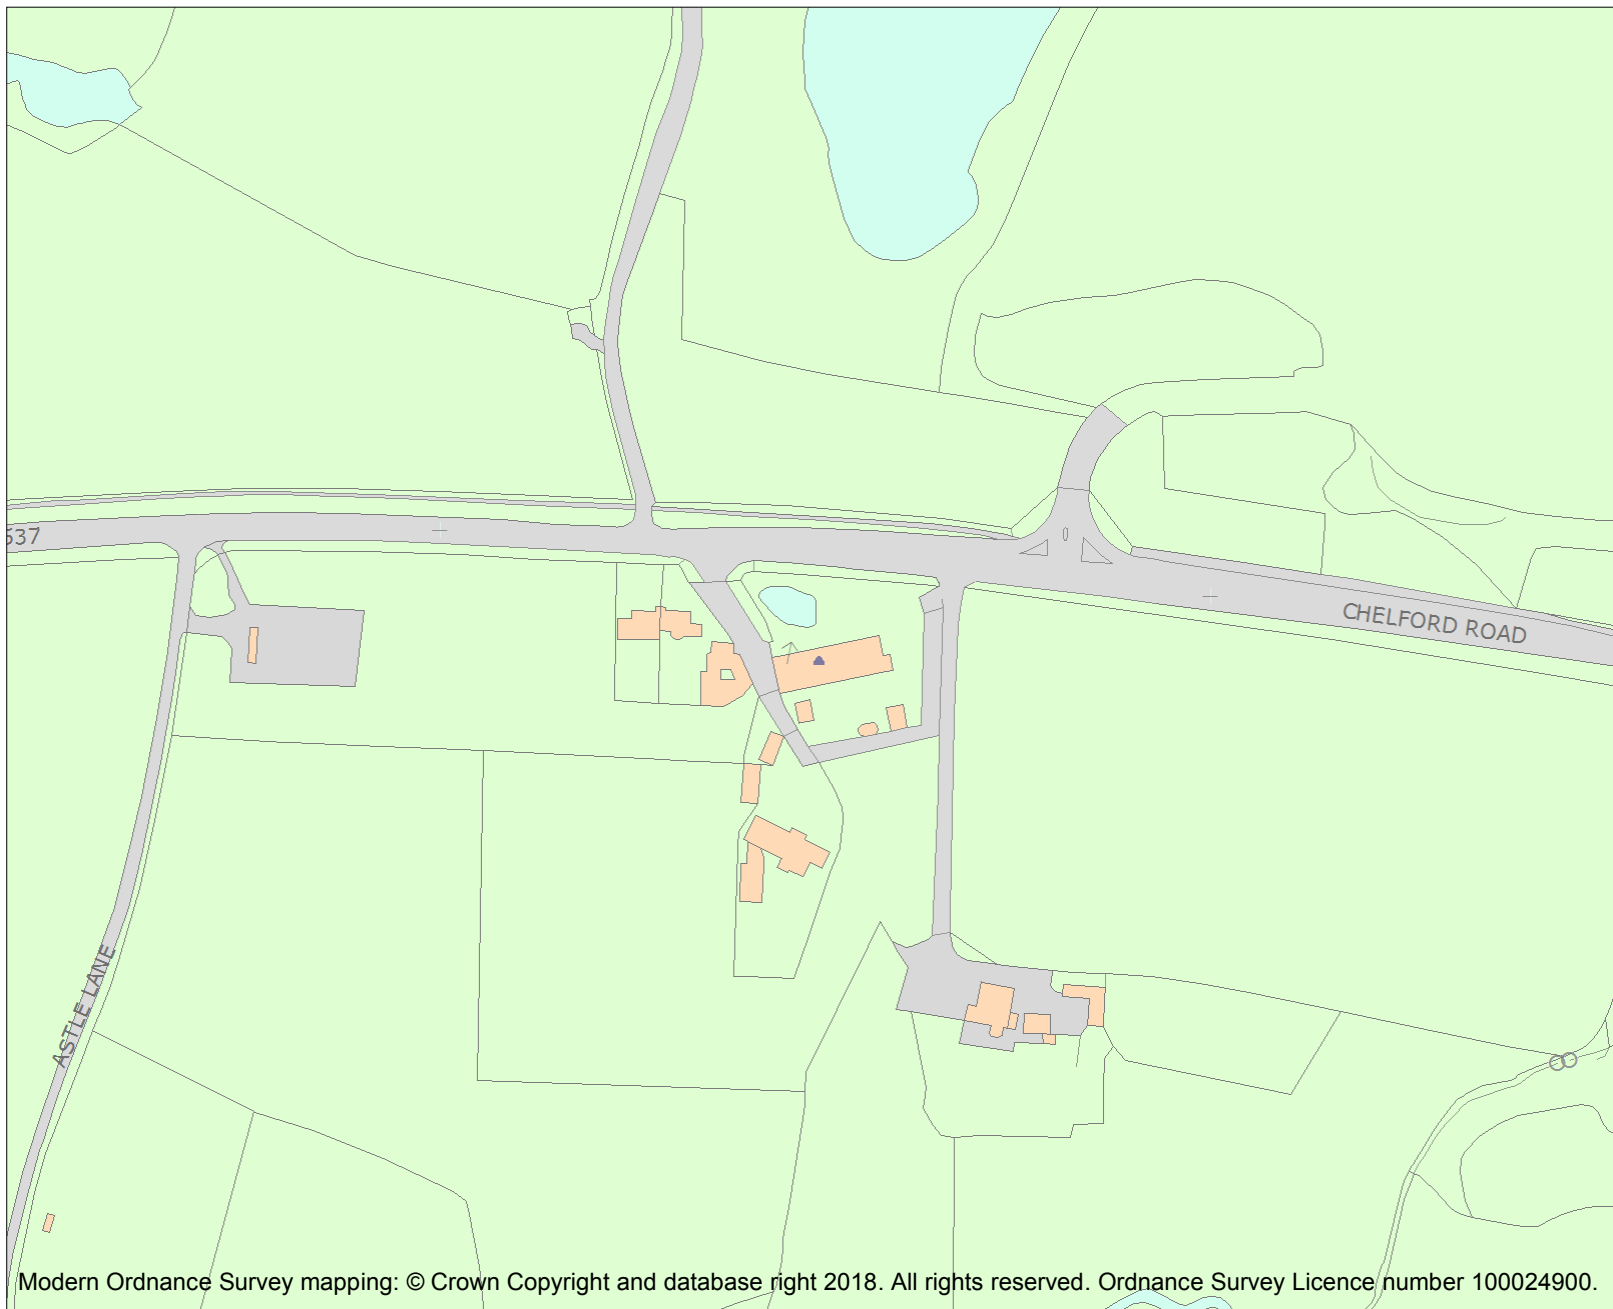 537
CHELFORD ROAD
ASTLE LANE
Modern Ordnance Survey mapping: © Crown Copyright and database right 2018. All rights reserved. Ordnance Survey Licence number 100024900.